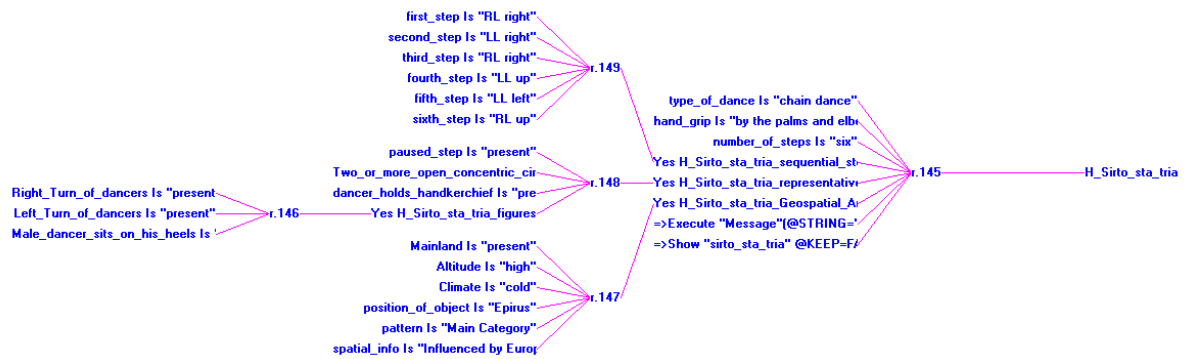 first_step Is "RL right"
second_step Is "LL right"
third_step Is "RL right"
fourth_step Is "LL up"
fifth_step Is "LL left"
sixth_step Is "RL up"
r.149
type_of_dance Is "chain dance"
hand_grip Is "by the palms and elb
number_of_steps Is "six"
Yes H_Sirto_sta_tria_sequential_st
Yes H_Sirto_sta_tria_representative
Yes H_Sirto_sta_tria_Geospatial_A
=>Execute "Message"(@STRING="
=>Show "sirto_sta_tria" @KEEP=FA
r.145
H_Sirto_sta_tria
paused_step Is "present"
Two_or_more_open_concentric_cir
dancer_holds_handkerchief Is "pre
Yes H_Sirto_sta_tria_figures
r.148
Right_Turn_of_dancers Is "present
Left_Turn_of_dancers Is "present"
Male_dancer_sits_on_his_heels Is "
r.146
Mainland Is "present"
Altitude Is "high"
Climate Is "cold"
position_of_object Is "Epirus"
pattern Is "Main Category"
spatial_info Is "Influenced by Europ
r.147